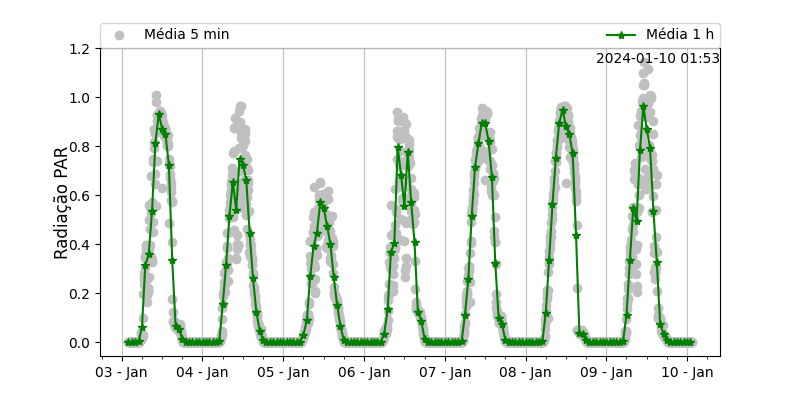 Média 5 min
Média 1 h
2024-01-10 01:53
Radiação PAR
1.2
1.0
0.8
0.6
0.4
0.2
0.0
03 - Jan
04 - Jan
05 - Jan
06 - Jan
07 - Jan
08 - Jan
09 - Jan
10 - Jan